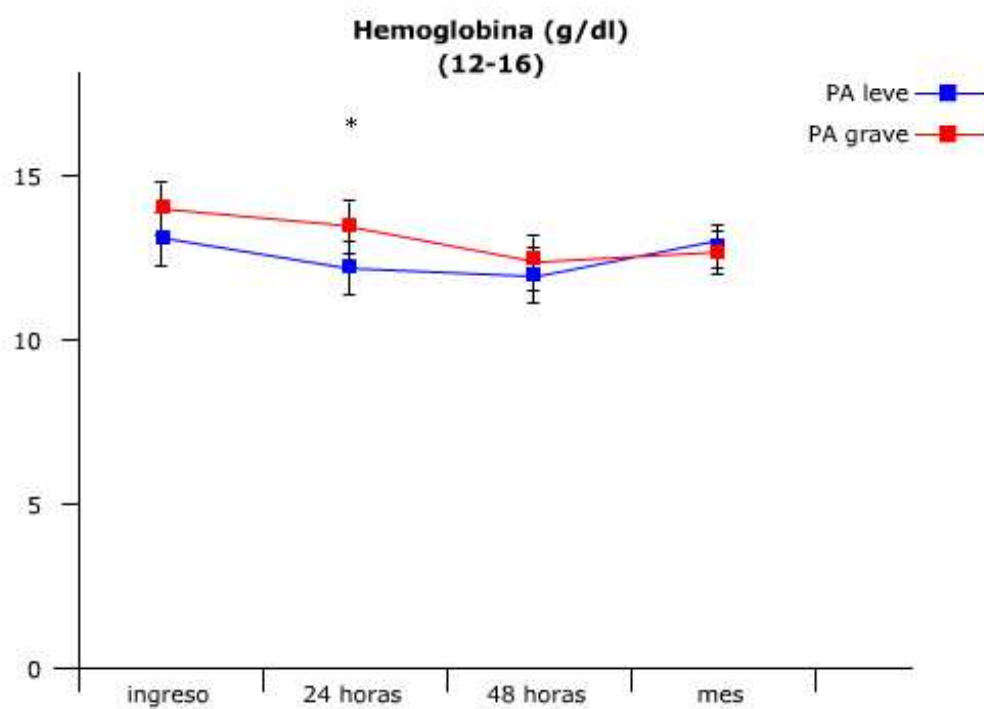 Hemoglobina (g/dl)
(12-16)
PA leve
PA grave
*
15
10
5
0
ingreso 24 horas 48 horas mes